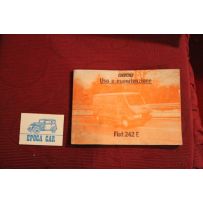 FIAT
Uso e manutenzione
Fiat 242 E
EPOCA CAR